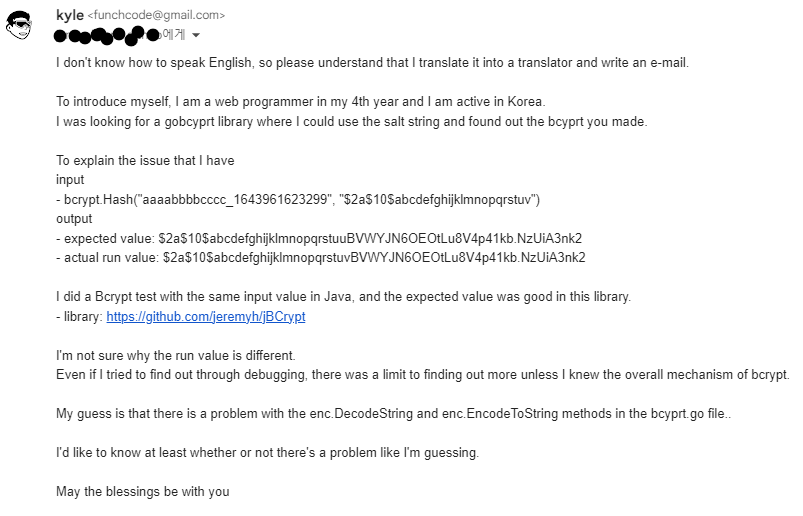 kyle <funchcode@gmail.com>
에게
I don't know how to speak English, so please understand that I translate it into a translator and write an e-mail.
To introduce myself, I am a web programmer in my 4th year and I am active in Korea.
I was looking for a gobcyprt library where I could use the salt string and found out the bcyprt you made.
To explain the issue that I have
input
- bcrypt.Hash("aaaabbbbcccc_1643961623299", "$2a$10$abcdefghijklmnopqrstuv")
output
- expected value: $2a$10$abcdefghijklmnopqrstuuBVWYJN6OEOtLu8V4p41kb.NzUiA3nk2
- actual run value: $2a$10$abcdefghijklmnopqrstuvBVWYJN6OEOtLu8V4p41kb.NzUiA3nk2
I did a Bcrypt test with the same input value in Java, and the expected value was good in this library.
- library: https://github.com/jeremyh/jBCrypt
I'm not sure why the run value is different.
Even if I tried to find out through debugging, there was a limit to finding out more unless I knew the overall mechanism of bcrypt.
My guess is that there is a problem with the enc.DecodeString and enc.EncodeToString methods in the bcyprt.go file..
I'd like to know at least whether or not there's a problem like I'm guessing.
May the blessings be with you